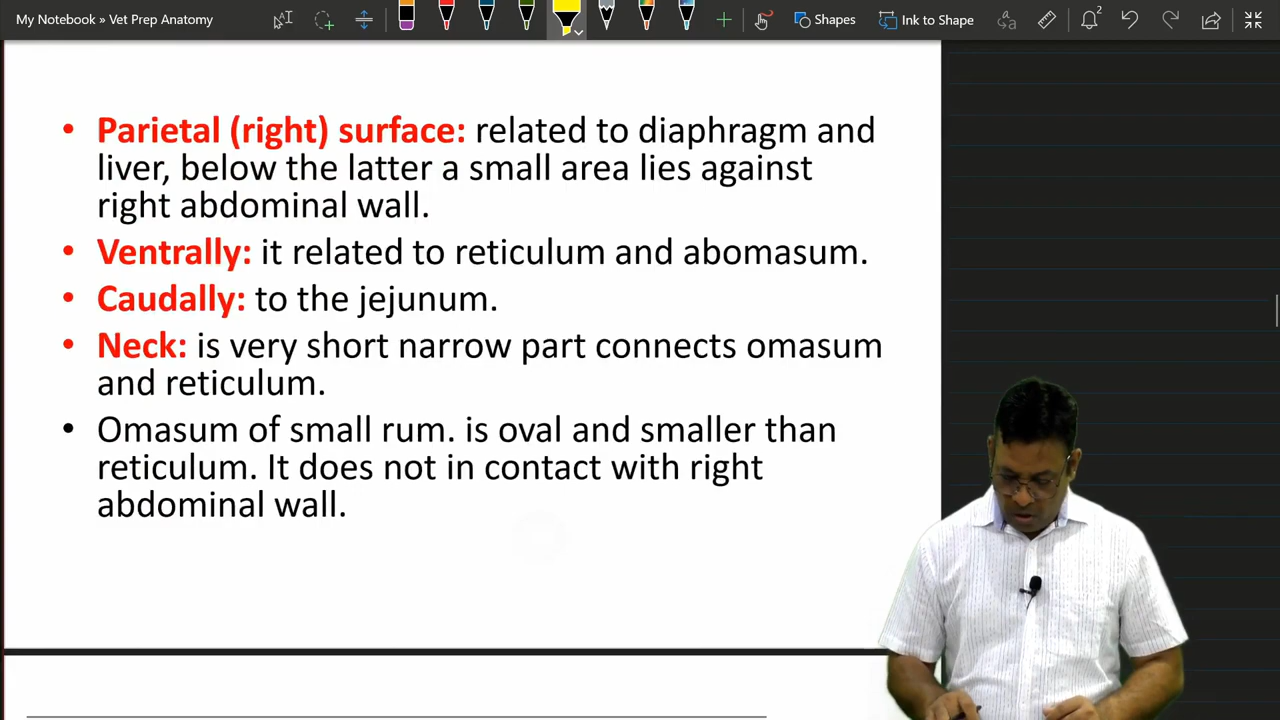 My Notebook » Vet Prep Anatomy
Shapes
Ink to Shape
2
• Parietal (right) surface: related to diaphragm and
liver, below the latter a small area lies against
right abdominal wall.
• Ventrally: it related to reticulum and abomasum.
• Caudally: to the jejunum.
• Neck: is very short narrow part connects omasum
and reticulum.
• Omasum of small rum. is oval and smaller than
reticulum. It does not in contact with right
abdominal wall.